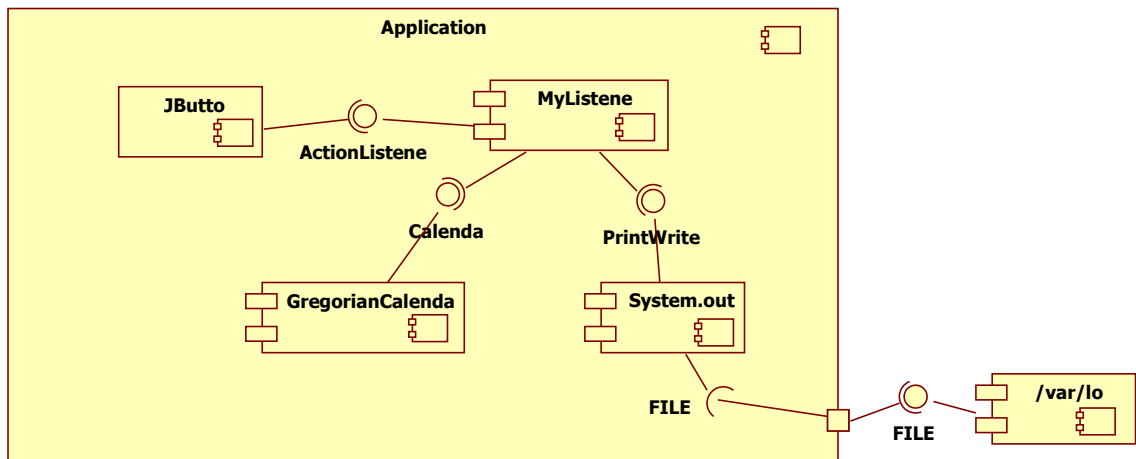 Application
JButto
MyListene
ActionListene
Calenda
PrintWrite
GregorianCalenda
System.out
FILE
/var/lo
FILE